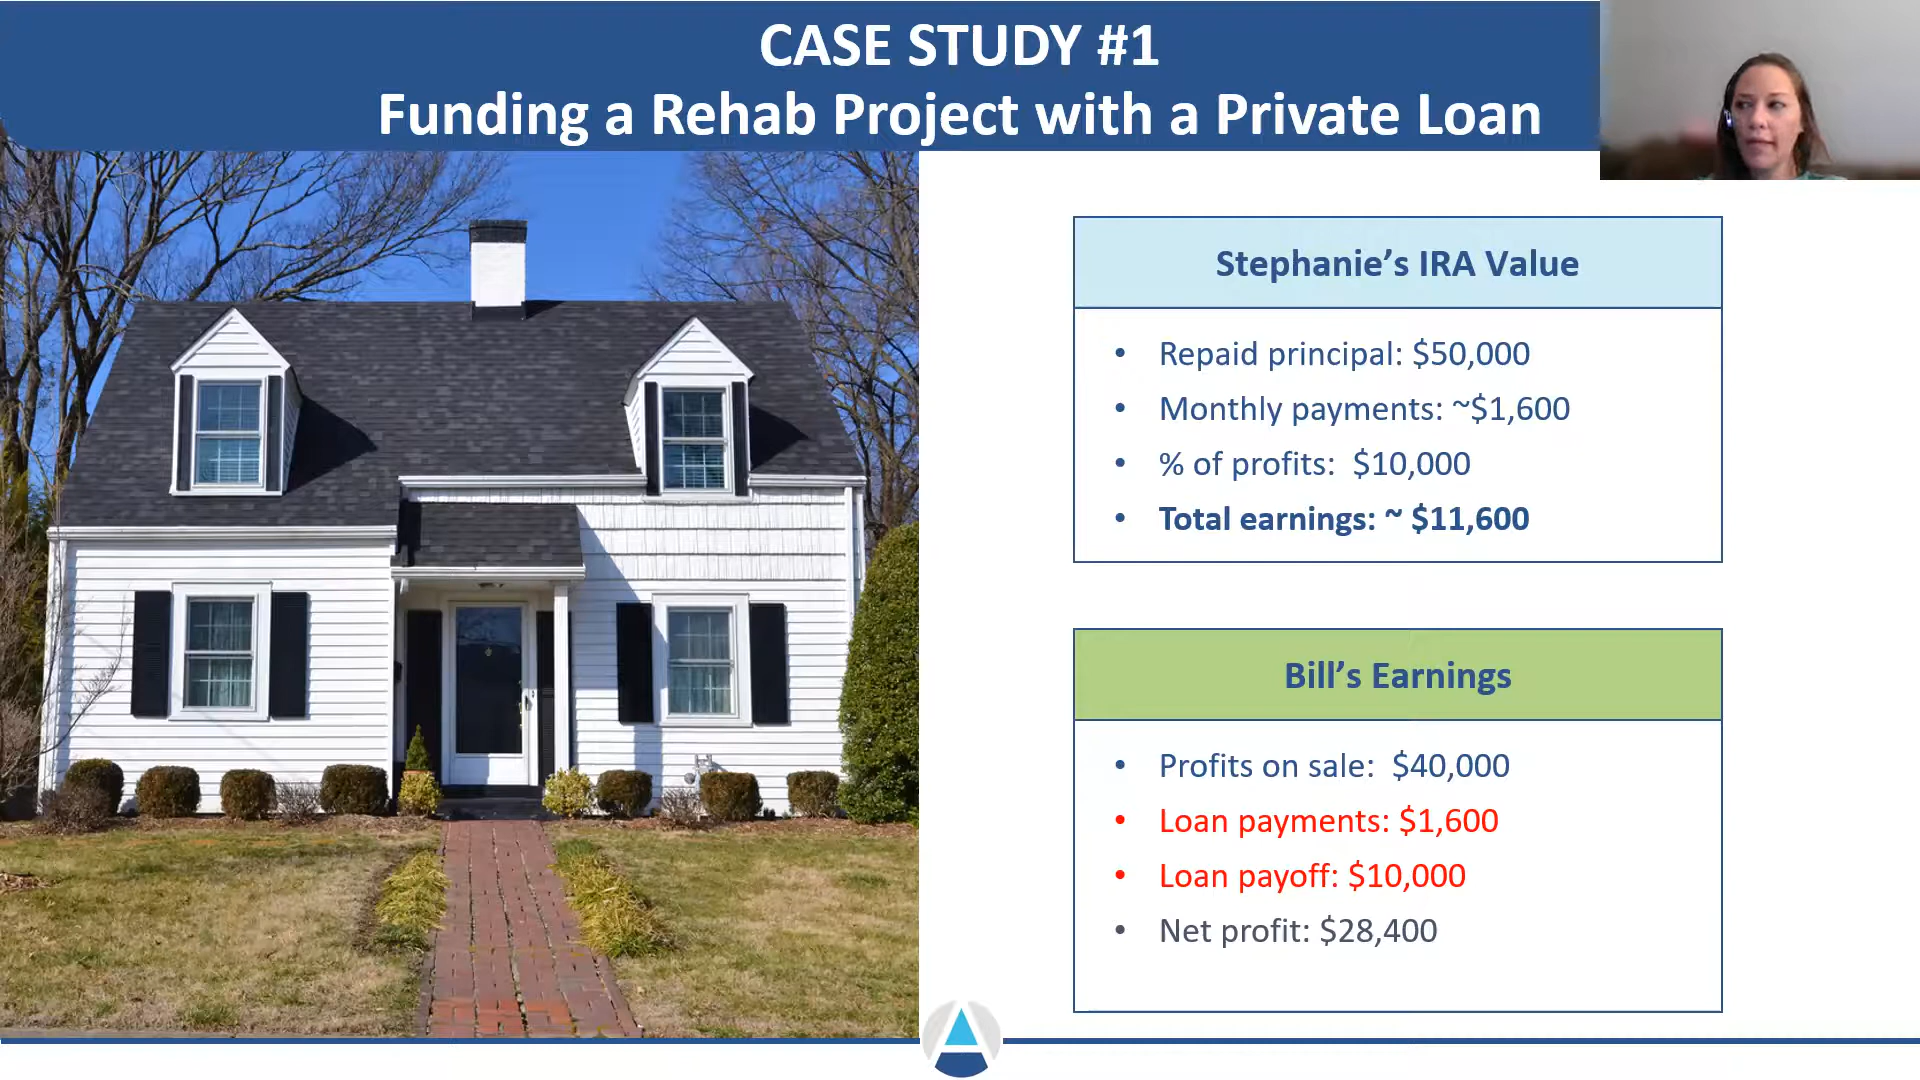 CASE STUDY #1
Funding a Rehab Project with a Private Loan
Stephanie’s IRA Value
• Repaid principal: $50,000
• Monthly payments: ~$1,600
• % of profits:  $10,000
• Total earnings: ~ $11,600
Bill’s Earnings
• Profits on sale:  $40,000
• Loan payments: $1,600
• Loan payoff: $10,000
• Net profit: $28,400